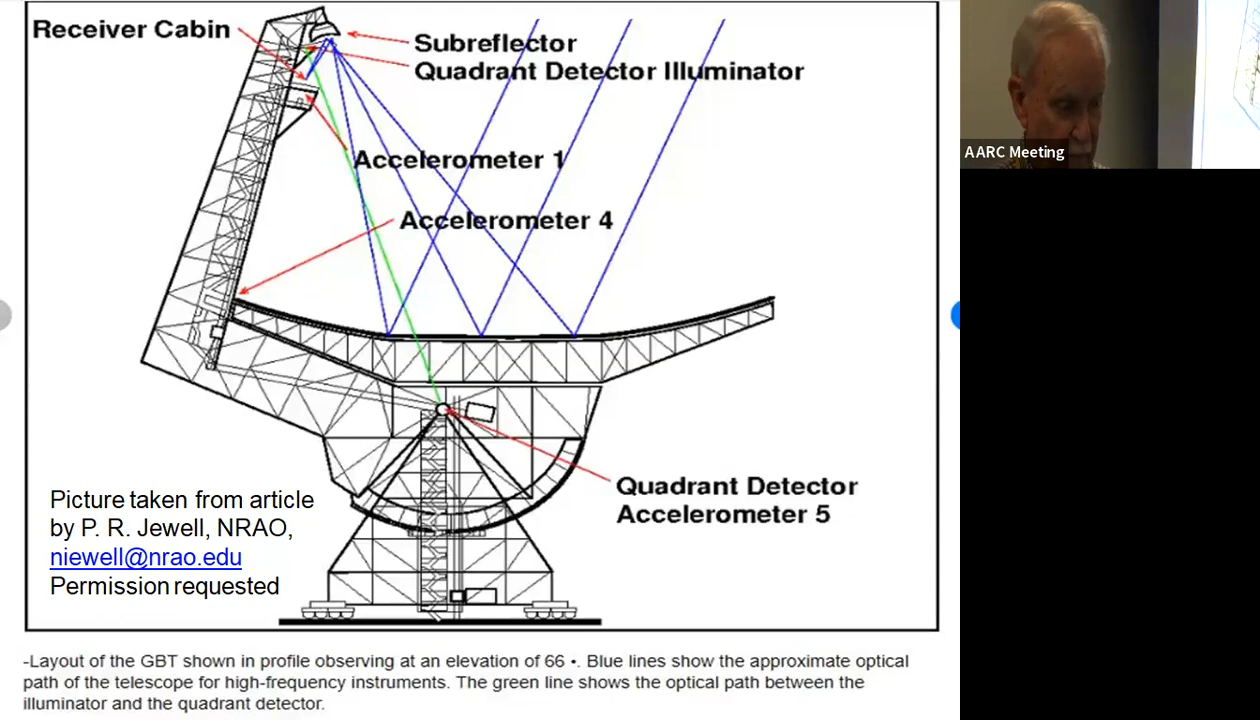 Receiver Cabin
Subreflector
Quadrant Detector Illuminator
Accelerometer 1
Accelerometer 4
Quadrant Detector
Accelerometer 5
Picture taken from article
by P. R. Jewell, NRAO,
niewell@nrao.edu
Permission requested
-Layout of the GBT shown in profile observing at an elevation of 66 •. Blue lines show the approximate optical
path of the telescope for high-frequency instruments. The green line shows the optical path between the
illuminator and the quadrant detector.
AARC Meeting